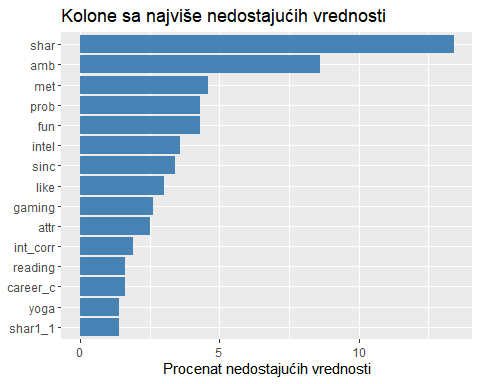 Kolone sa najviše nedostajućih vrednosti
shar
amb
met
prob
fun
intel
sinc
like
gaming
attr
int_corr
reading
career_c
yoga
shar1_1
0 5 10
Procenat nedostajućih vrednosti